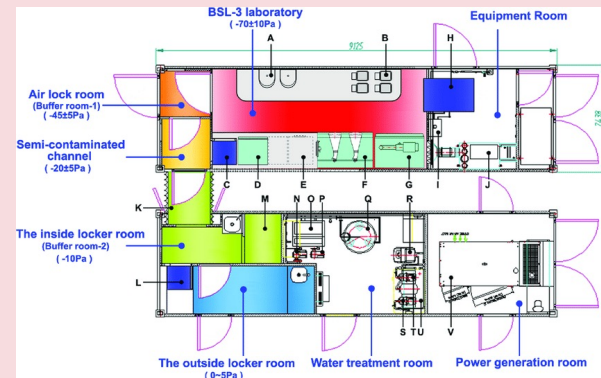 BSL-3 laboratory
(-70±10Pa)
Equipment Room
A
B
H
9125
Air lock room
(Buffer room-1)
(-45±5Pa)
Semi-contaminated
channel
(-20±5Pa)
C
D
E
F
G
I
J
K
M
N
O
P
Q
R
The inside locker room
(Buffer room-2)
(-10Pa)
L
S
T
U
V
The outside locker room
(0~5Pa)
Water treatment room
Power generation room